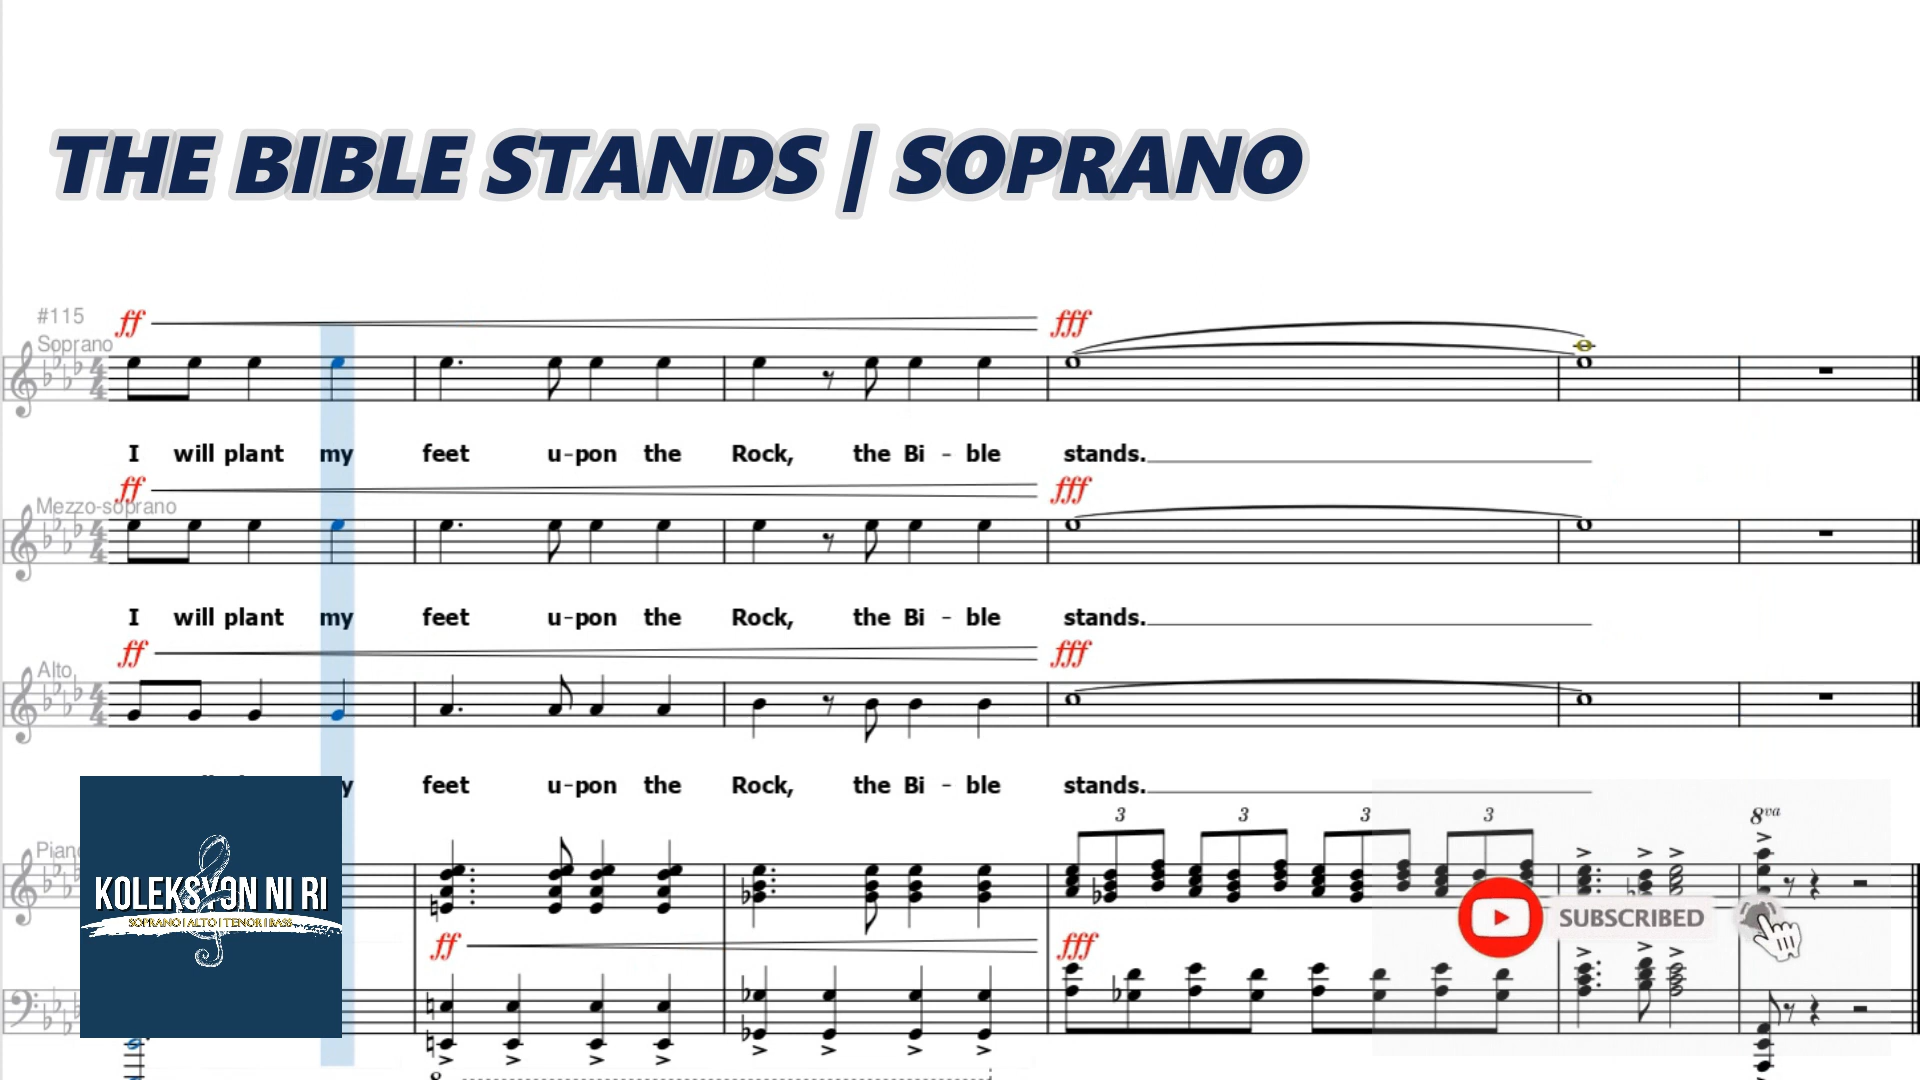 THE BIBLE STANDS | SOPRANO
#115
ff fff
Soprano
I will plant my feet u-pon the Rock, the Bi - ble stands.
ff fff
Mezzo-soprano
I will plant my feet u-pon the Rock, the Bi - ble stands.
ff fff
Alto
feet u-pon the Rock, the Bi - ble stands.
3 3 3 3 8va
KOLEKSYON NI RI
SOPRANO | ALTO | TENOR | BASS
SUBSCRIBED
ff fff